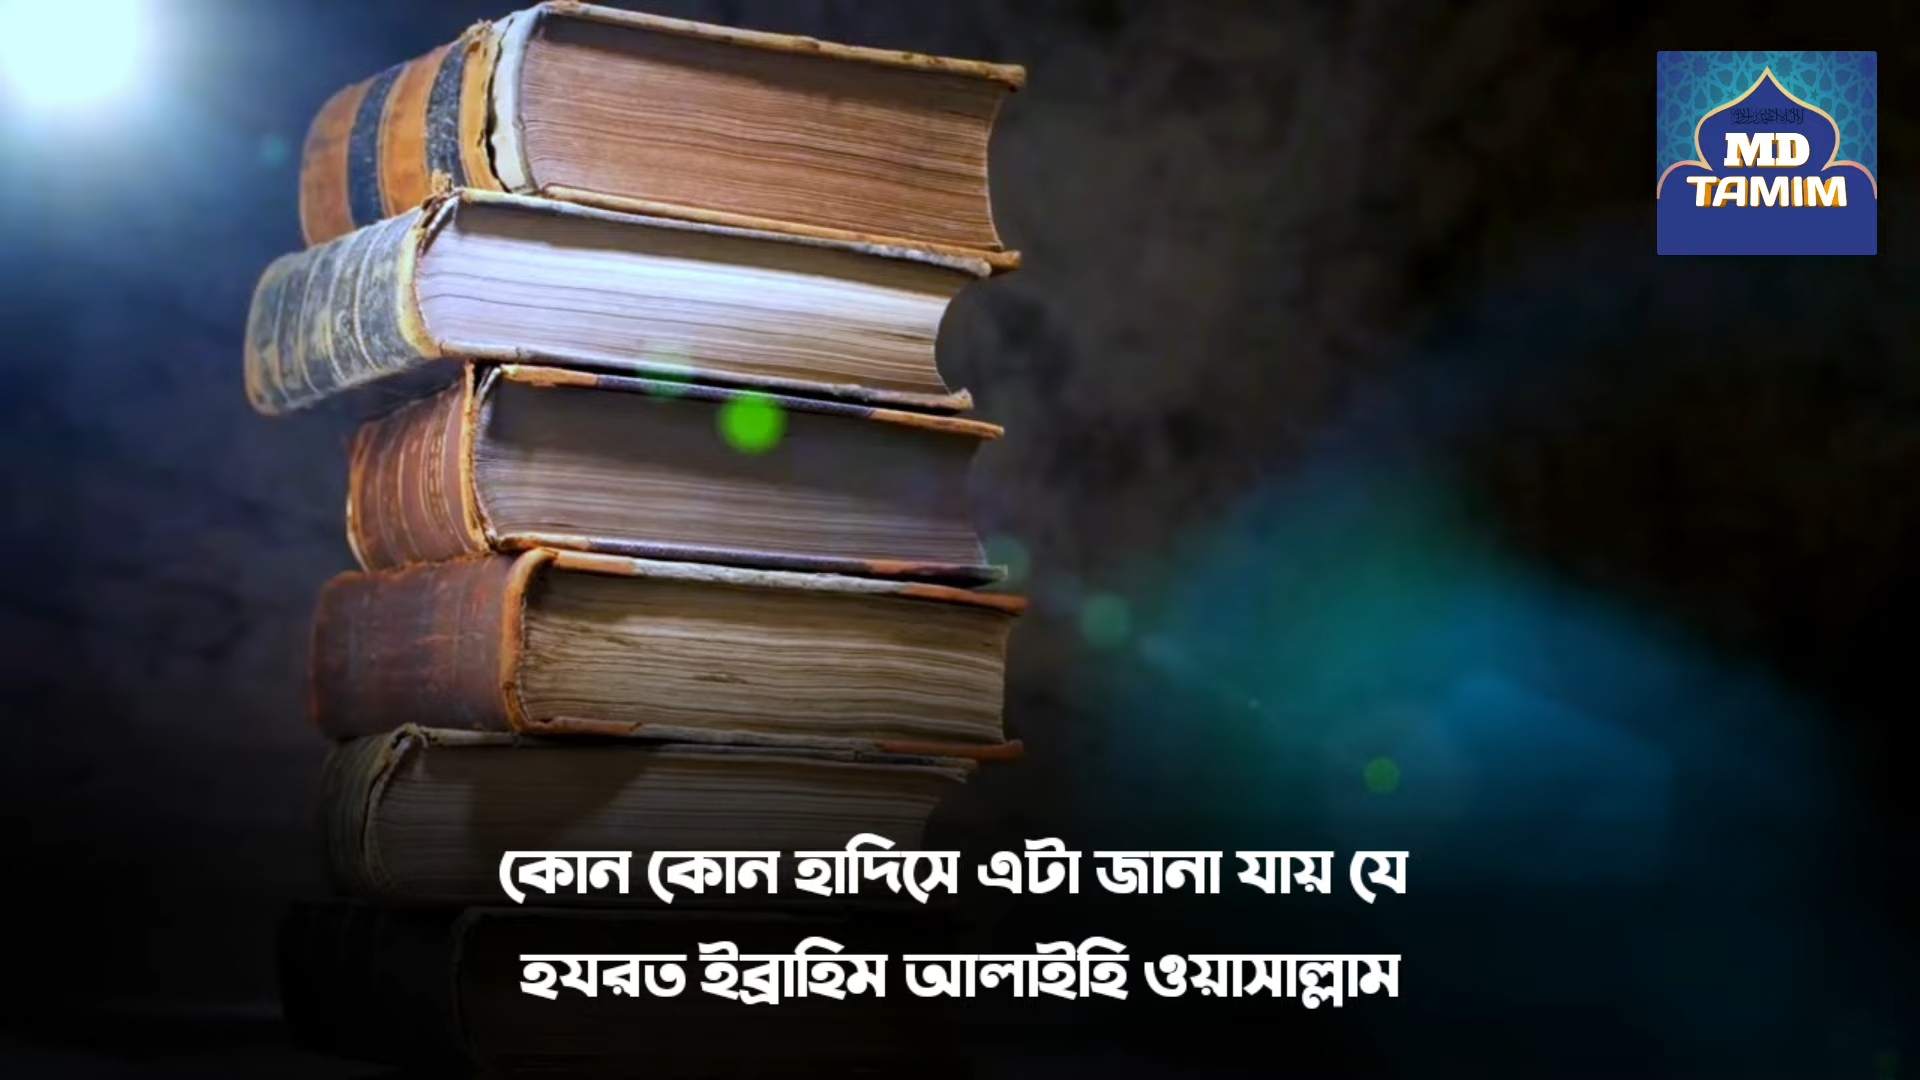 MD
TAMIM
কোন কোন হাদিসে এটা জানা যায় যে
হযরত ইব্রাহিম আলাইহি ওয়াসাল্লাম